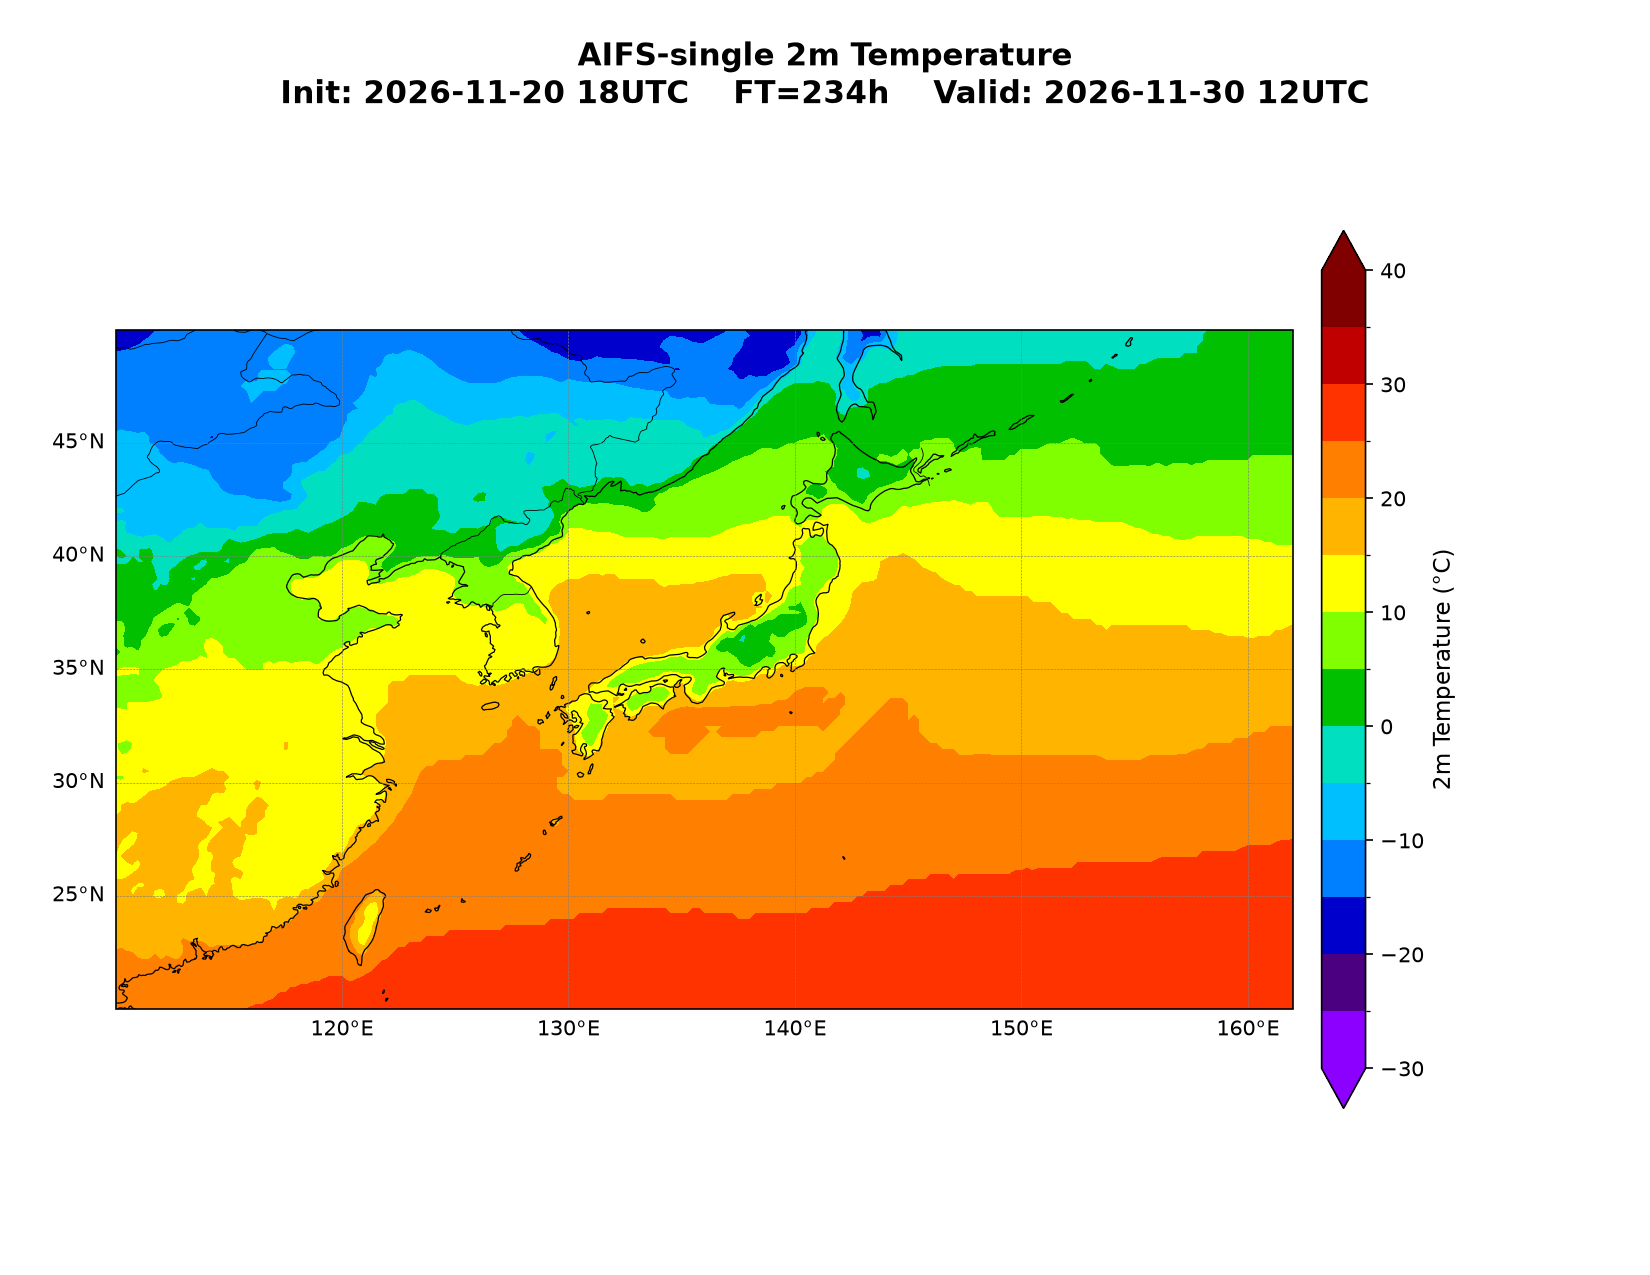 AIFS-single 2m Temperature
Init: 2026-11-20 18UTC    FT=234h    Valid: 2026-11-30 12UTC
45°N
40°N
35°N
30°N
25°N
120°E
130°E
140°E
150°E
160°E
40
30
20
10
0
−10
−20
−30
2m Temperature (°C)